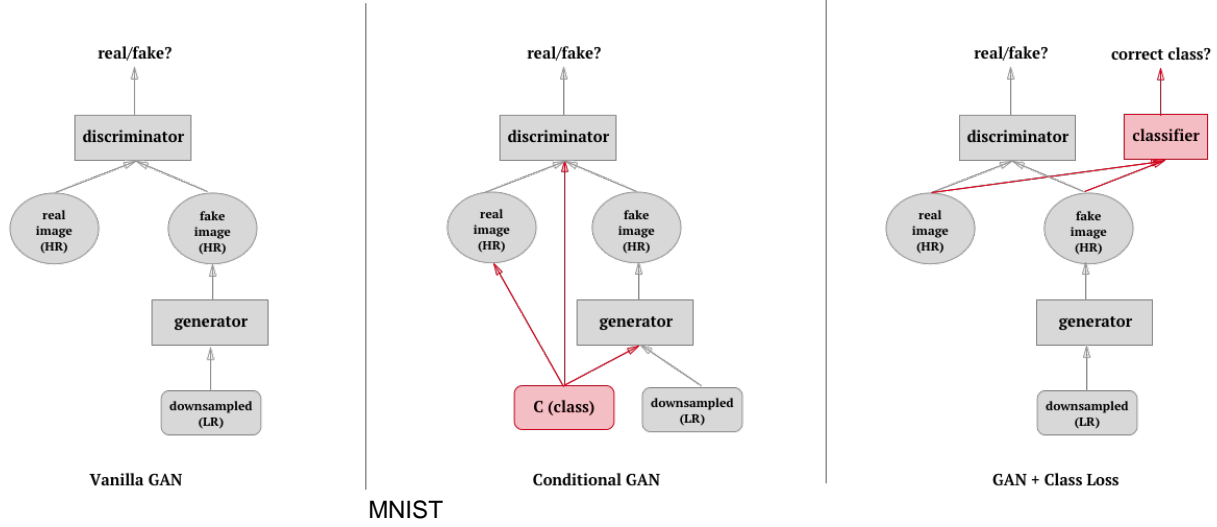 real/fake?
discriminator
real
image
(HR)
fake
image
(HR)
generator
downsampled
(LR)
Vanilla GAN
real/fake?
discriminator
real
image
(HR)
fake
image
(HR)
generator
C (class)
downsampled
(LR)
Conditional GAN
real/fake?
correct class?
discriminator
classifier
real
image
(HR)
fake
image
(HR)
generator
downsampled
(LR)
GAN + Class Loss
MNIST